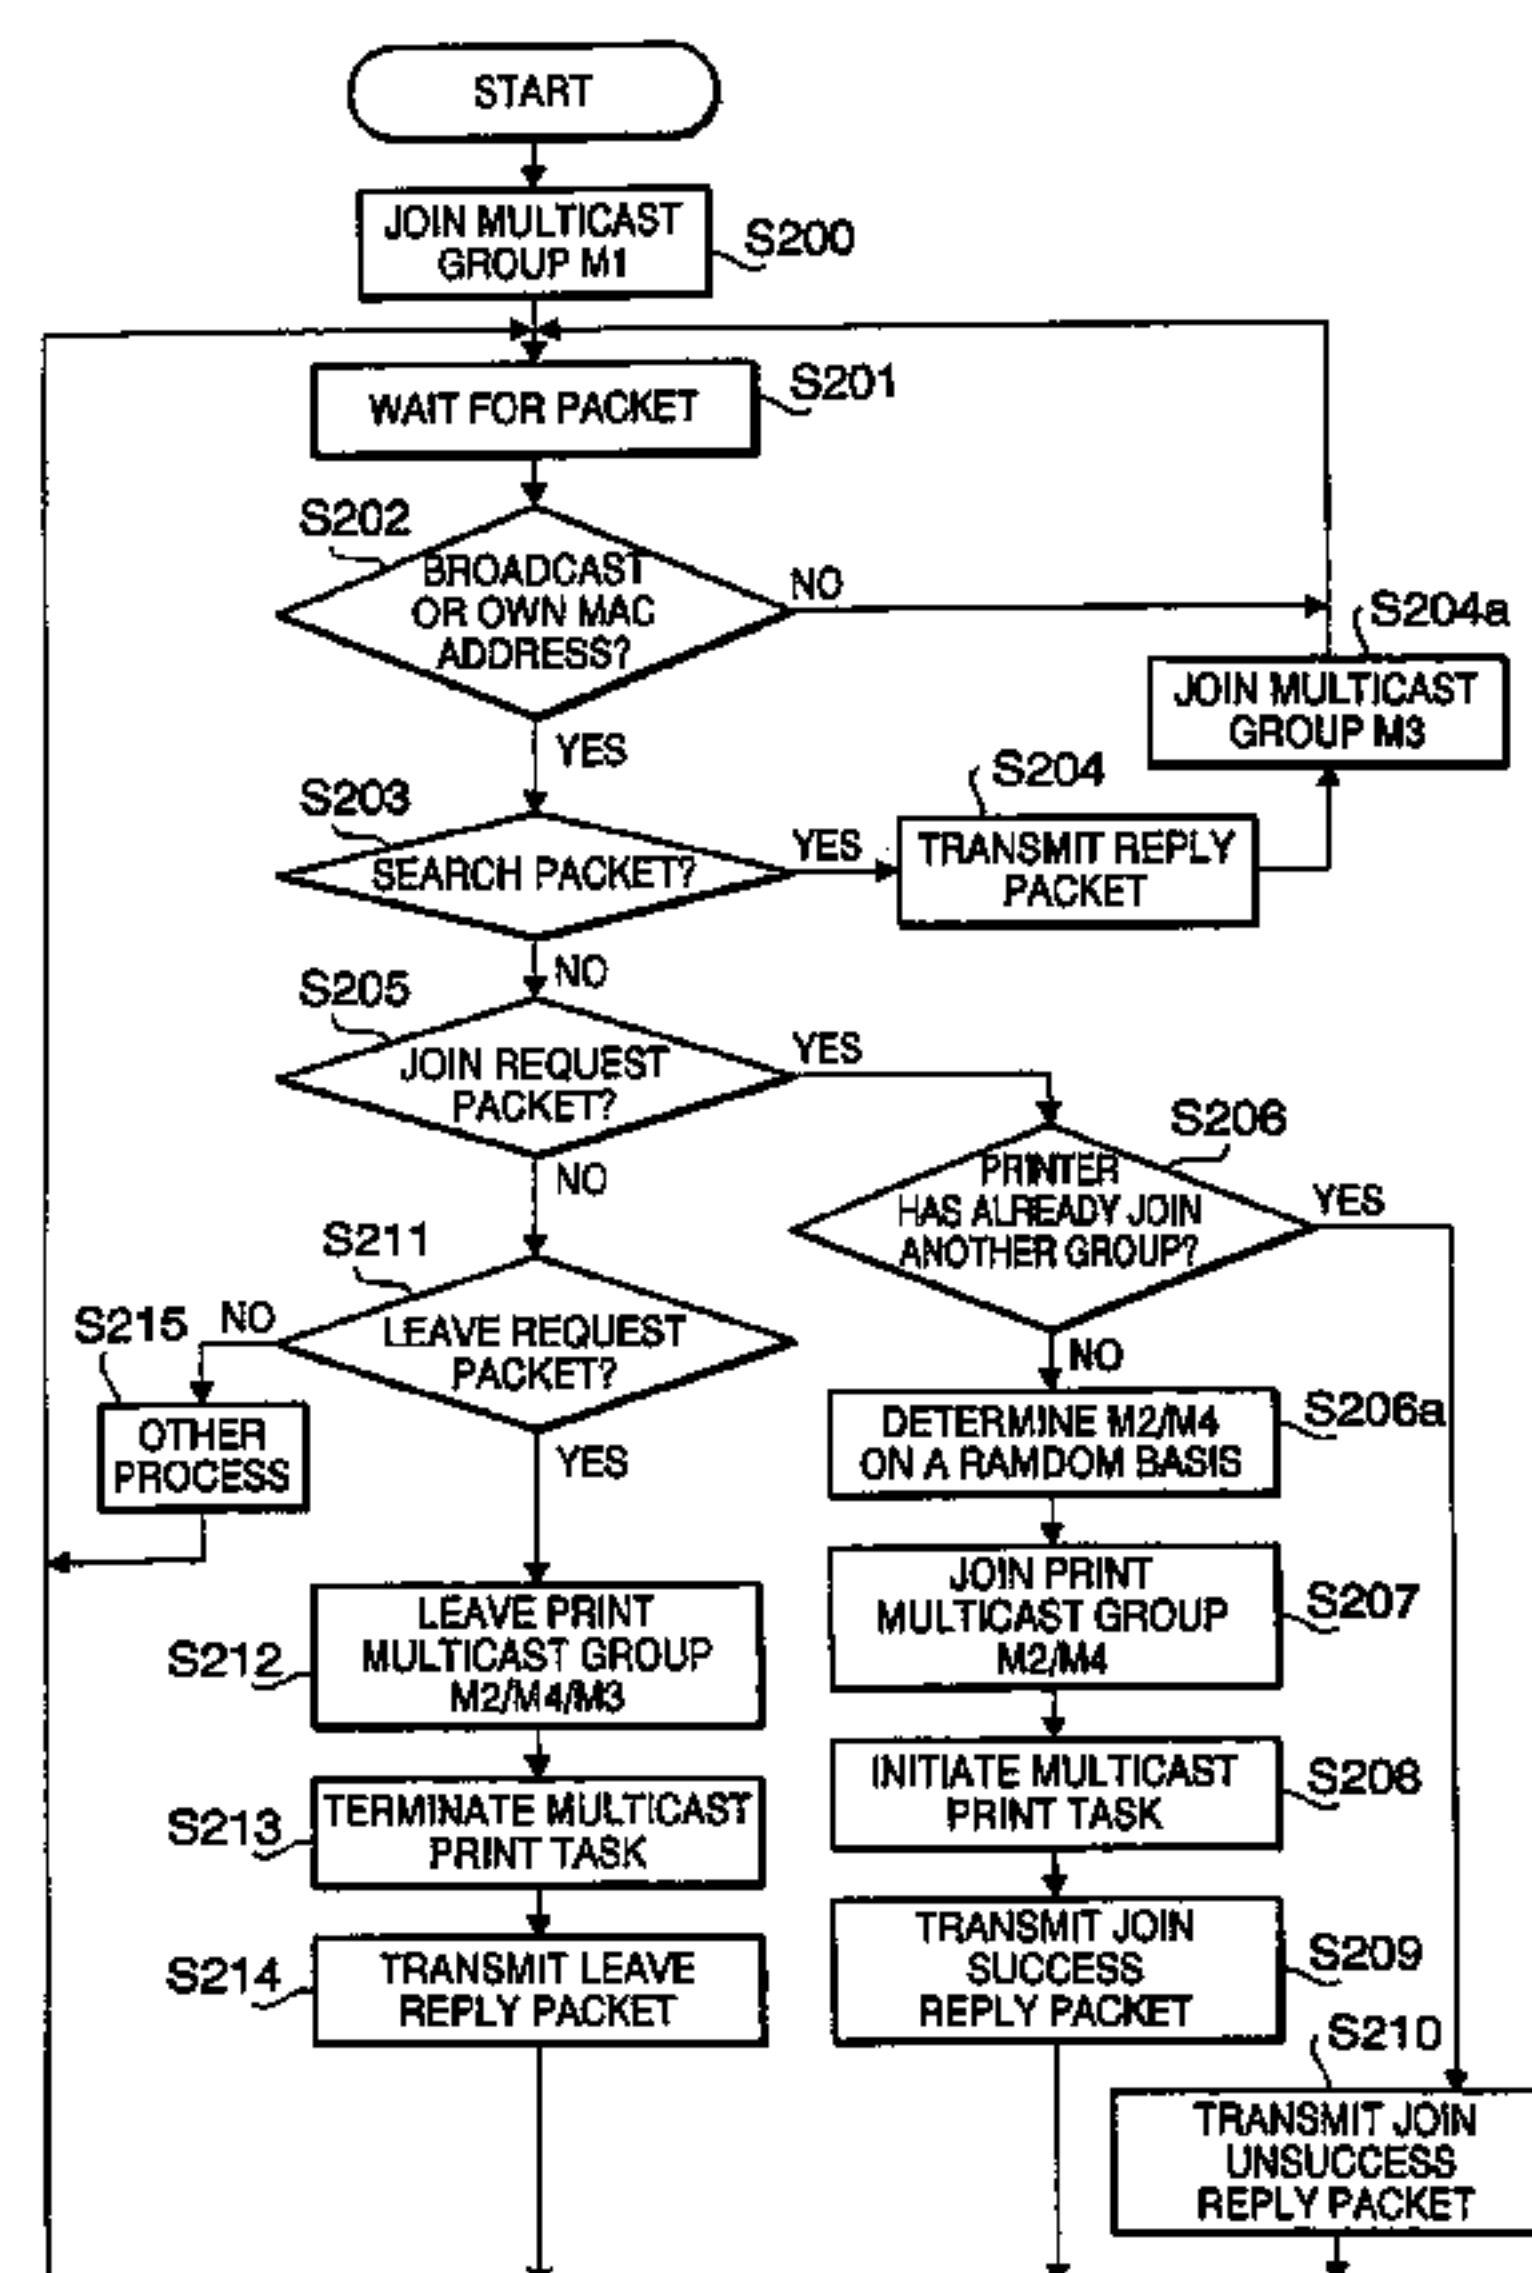 START
JOIN MULTICAST
GROUP M1
S200
WAIT FOR PACKET
S201
S202
BROADCAST
OR OWN MAC
ADDRESS?
NO
YES
S204a
JOIN MULTICAST
GROUP M3
S203
SEARCH PACKET?
YES
S204
TRANSMIT REPLY
PACKET
NO
S205
JOIN REQUEST
PACKET?
YES
NO
S206
PRINTER
HAS ALREADY JOIN
ANOTHER GROUP?
YES
NO
S211
LEAVE REQUEST
PACKET?
NO
S215
OTHER
PROCESS
YES
DETERMINE M2/M4
ON A RAMDOM BASIS
S206a
JOIN PRINT
MULTICAST GROUP
M2/M4
S207
LEAVE PRINT
MULTICAST GROUP
M2/M4/M3
S212
INITIATE MULTICAST
PRINT TASK
S208
TERMINATE MULTICAST
PRINT TASK
S213
TRANSMIT JOIN
SUCCESS
REPLY PACKET
S209
TRANSMIT LEAVE
REPLY PACKET
S214
S210
TRANSMIT JOIN
UNSUCCESS
REPLY PACKET